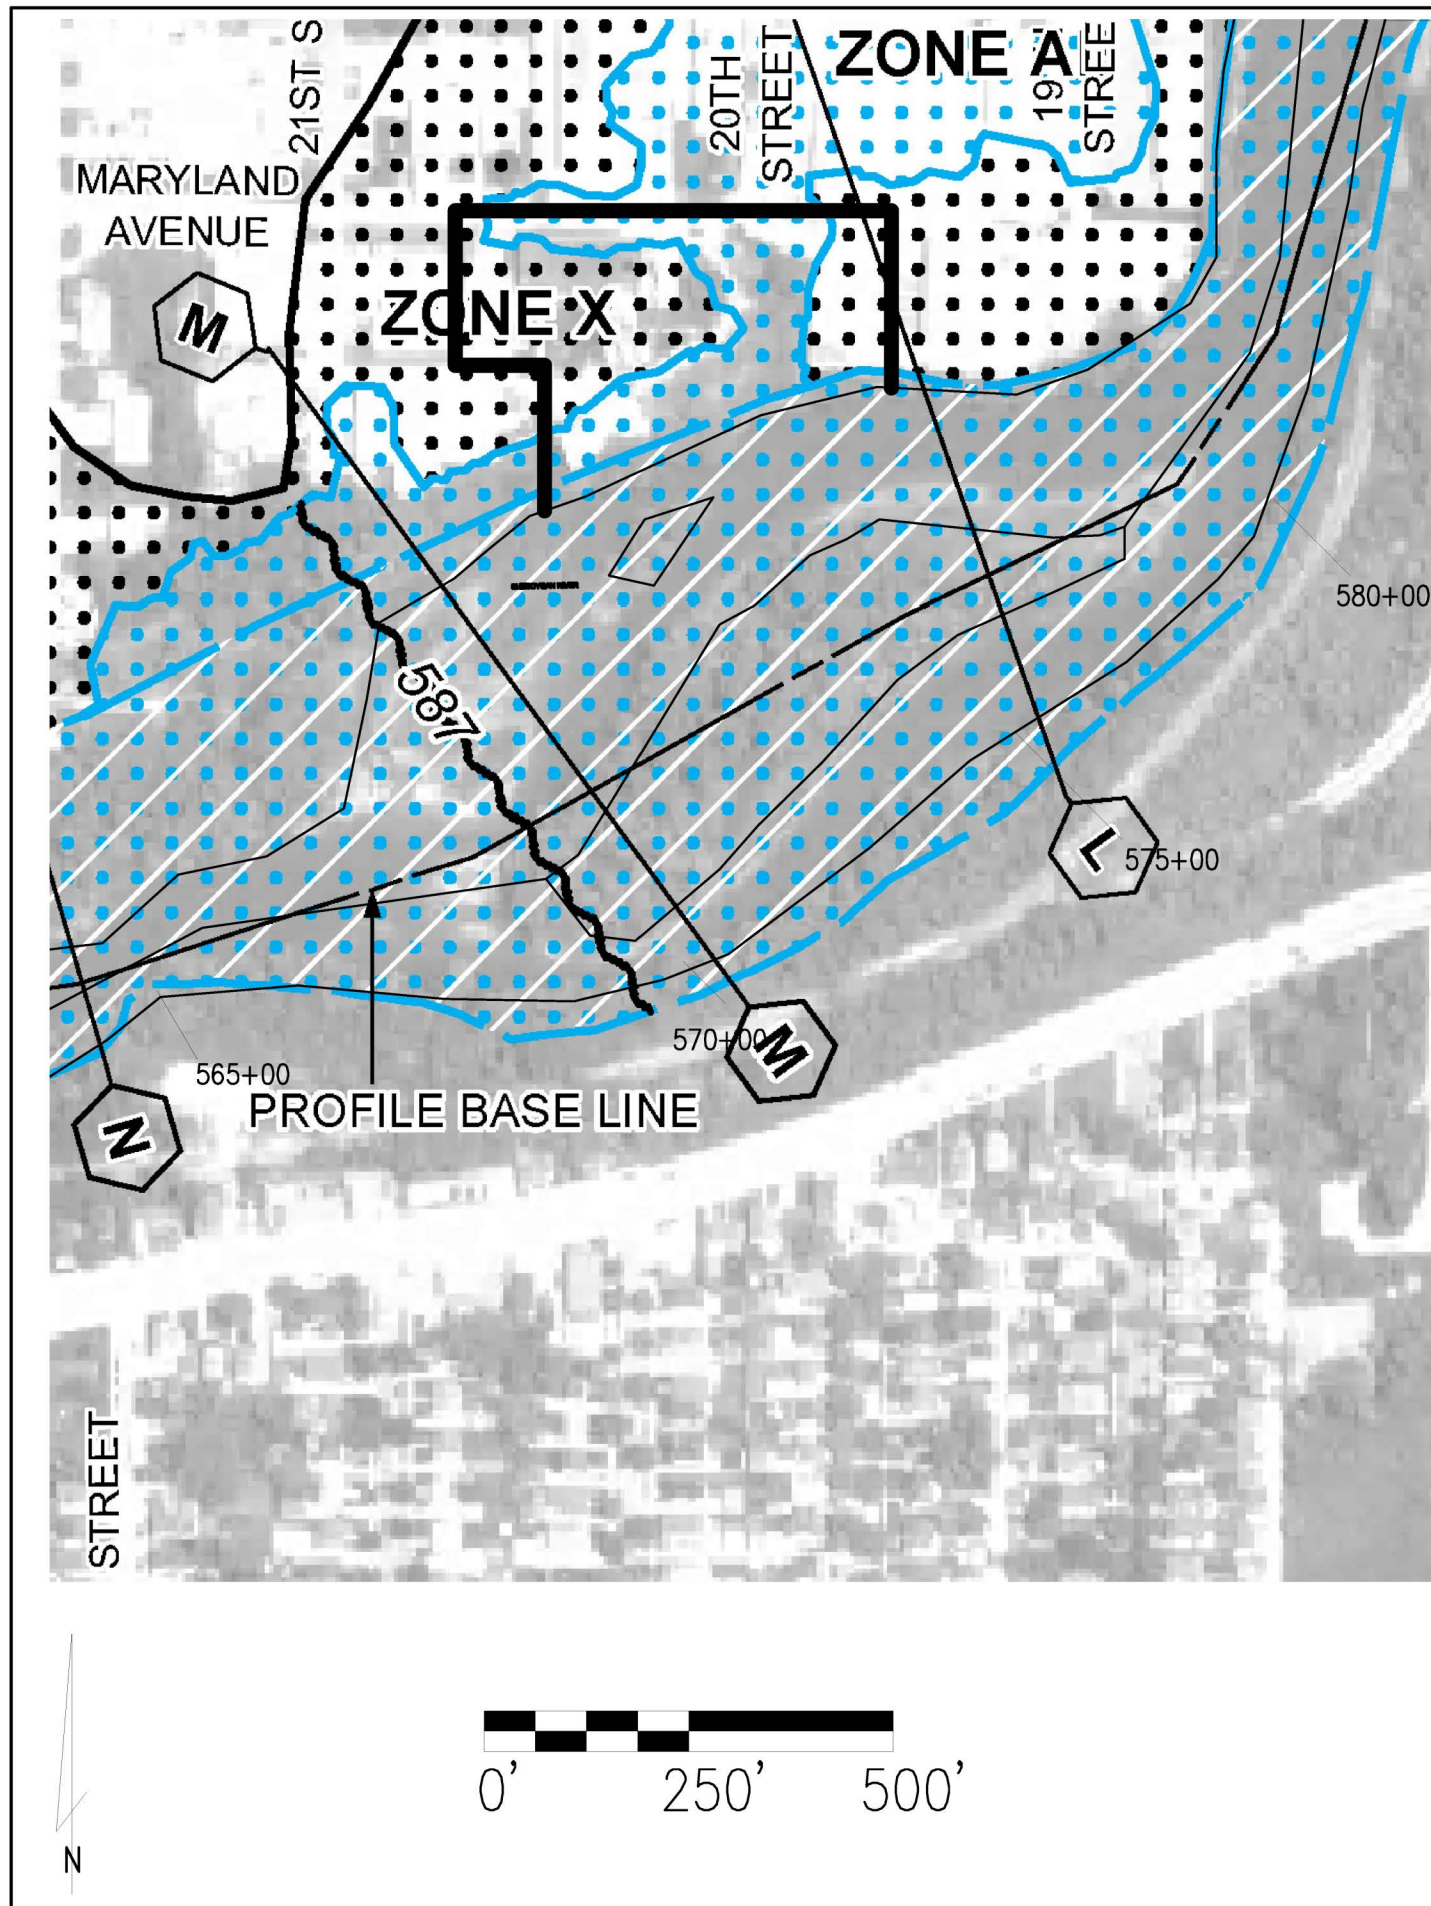 ZONE A
21ST S
20TH
STREET
19
STREE
MARYLAND
AVENUE
M
ZONE X
RIVER
580+00
587
L
575+00
570+00
M
565+00
PROFILE BASE LINE
N
STREET
0' 250' 500'
N